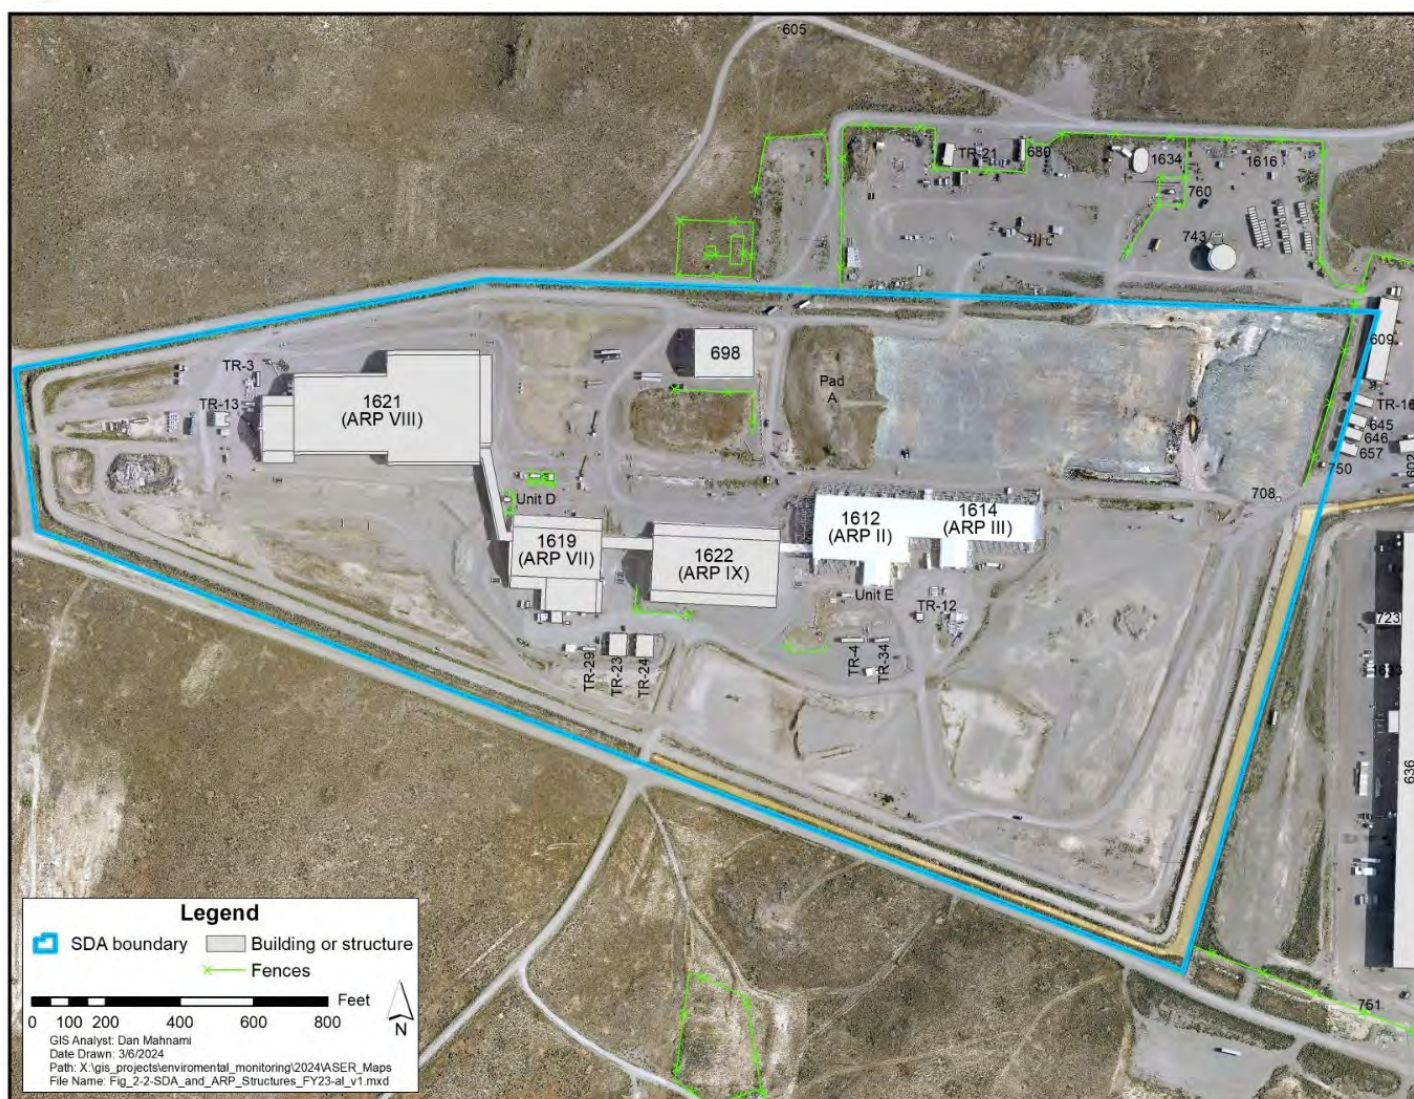 605
TR-21
680
1634
1616
760
743
609
698
Pad
A
TR-3
TR-13
1621
(ARP VIII)
645
646
657
750
602
708
Unit D
1612
(ARP II)
1614
(ARP III)
1619
(ARP VII)
1622
(ARP IX)
Unit E
TR-12
723
1633
TR-29
TR-23
TR-24
TR-4
TR-34
636
751
Legend
SDA boundary
Building or structure
Fences
Feet
0 100 200 400 600 800
N
GIS Analyst: Dan Mahnami
Date Drawn: 3/6/2024
Path: X:\gis_projects\enviromental_monitoring\2024\ASER_Maps
File Name: Fig_2-2-SDA_and_ARP_Structures_FY23-al_v1.mxd